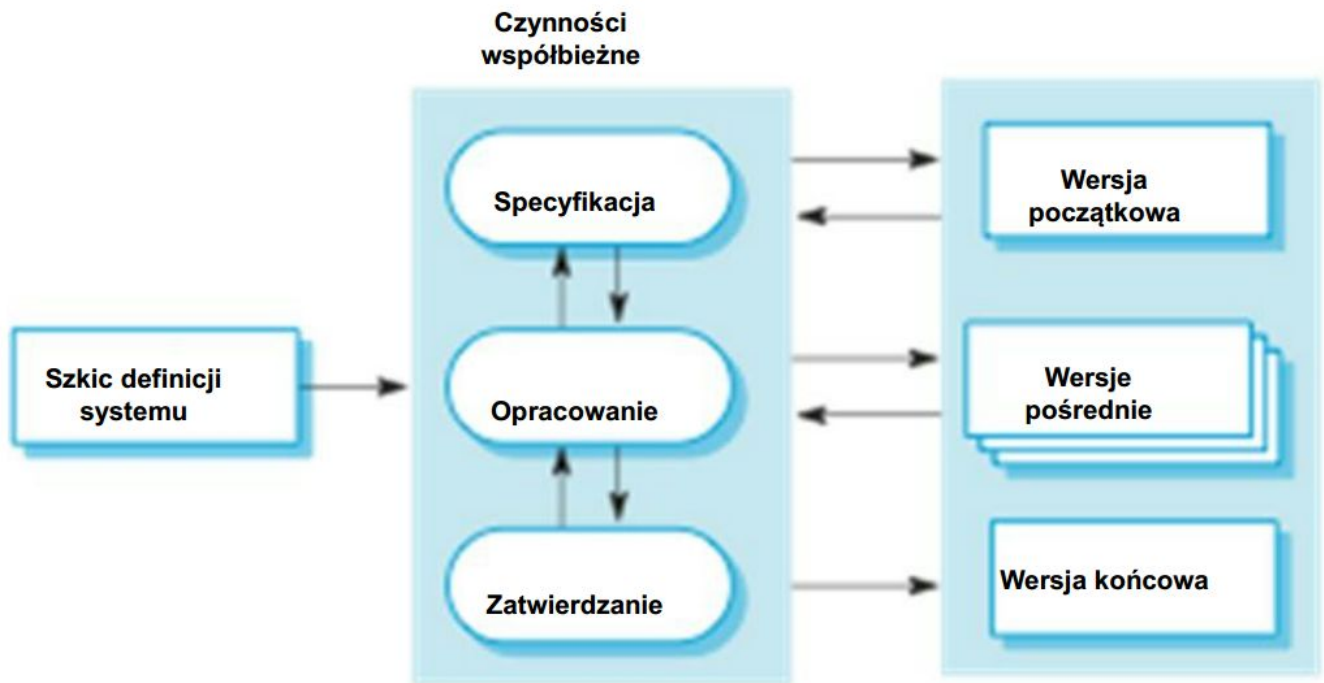 Czynności
współbieżne
Szkic definicji
systemu
Specyfikacja
Opracowanie
Zatwierdzanie
Wersja
początkowa
Wersje
pośrednie
Wersja końcowa